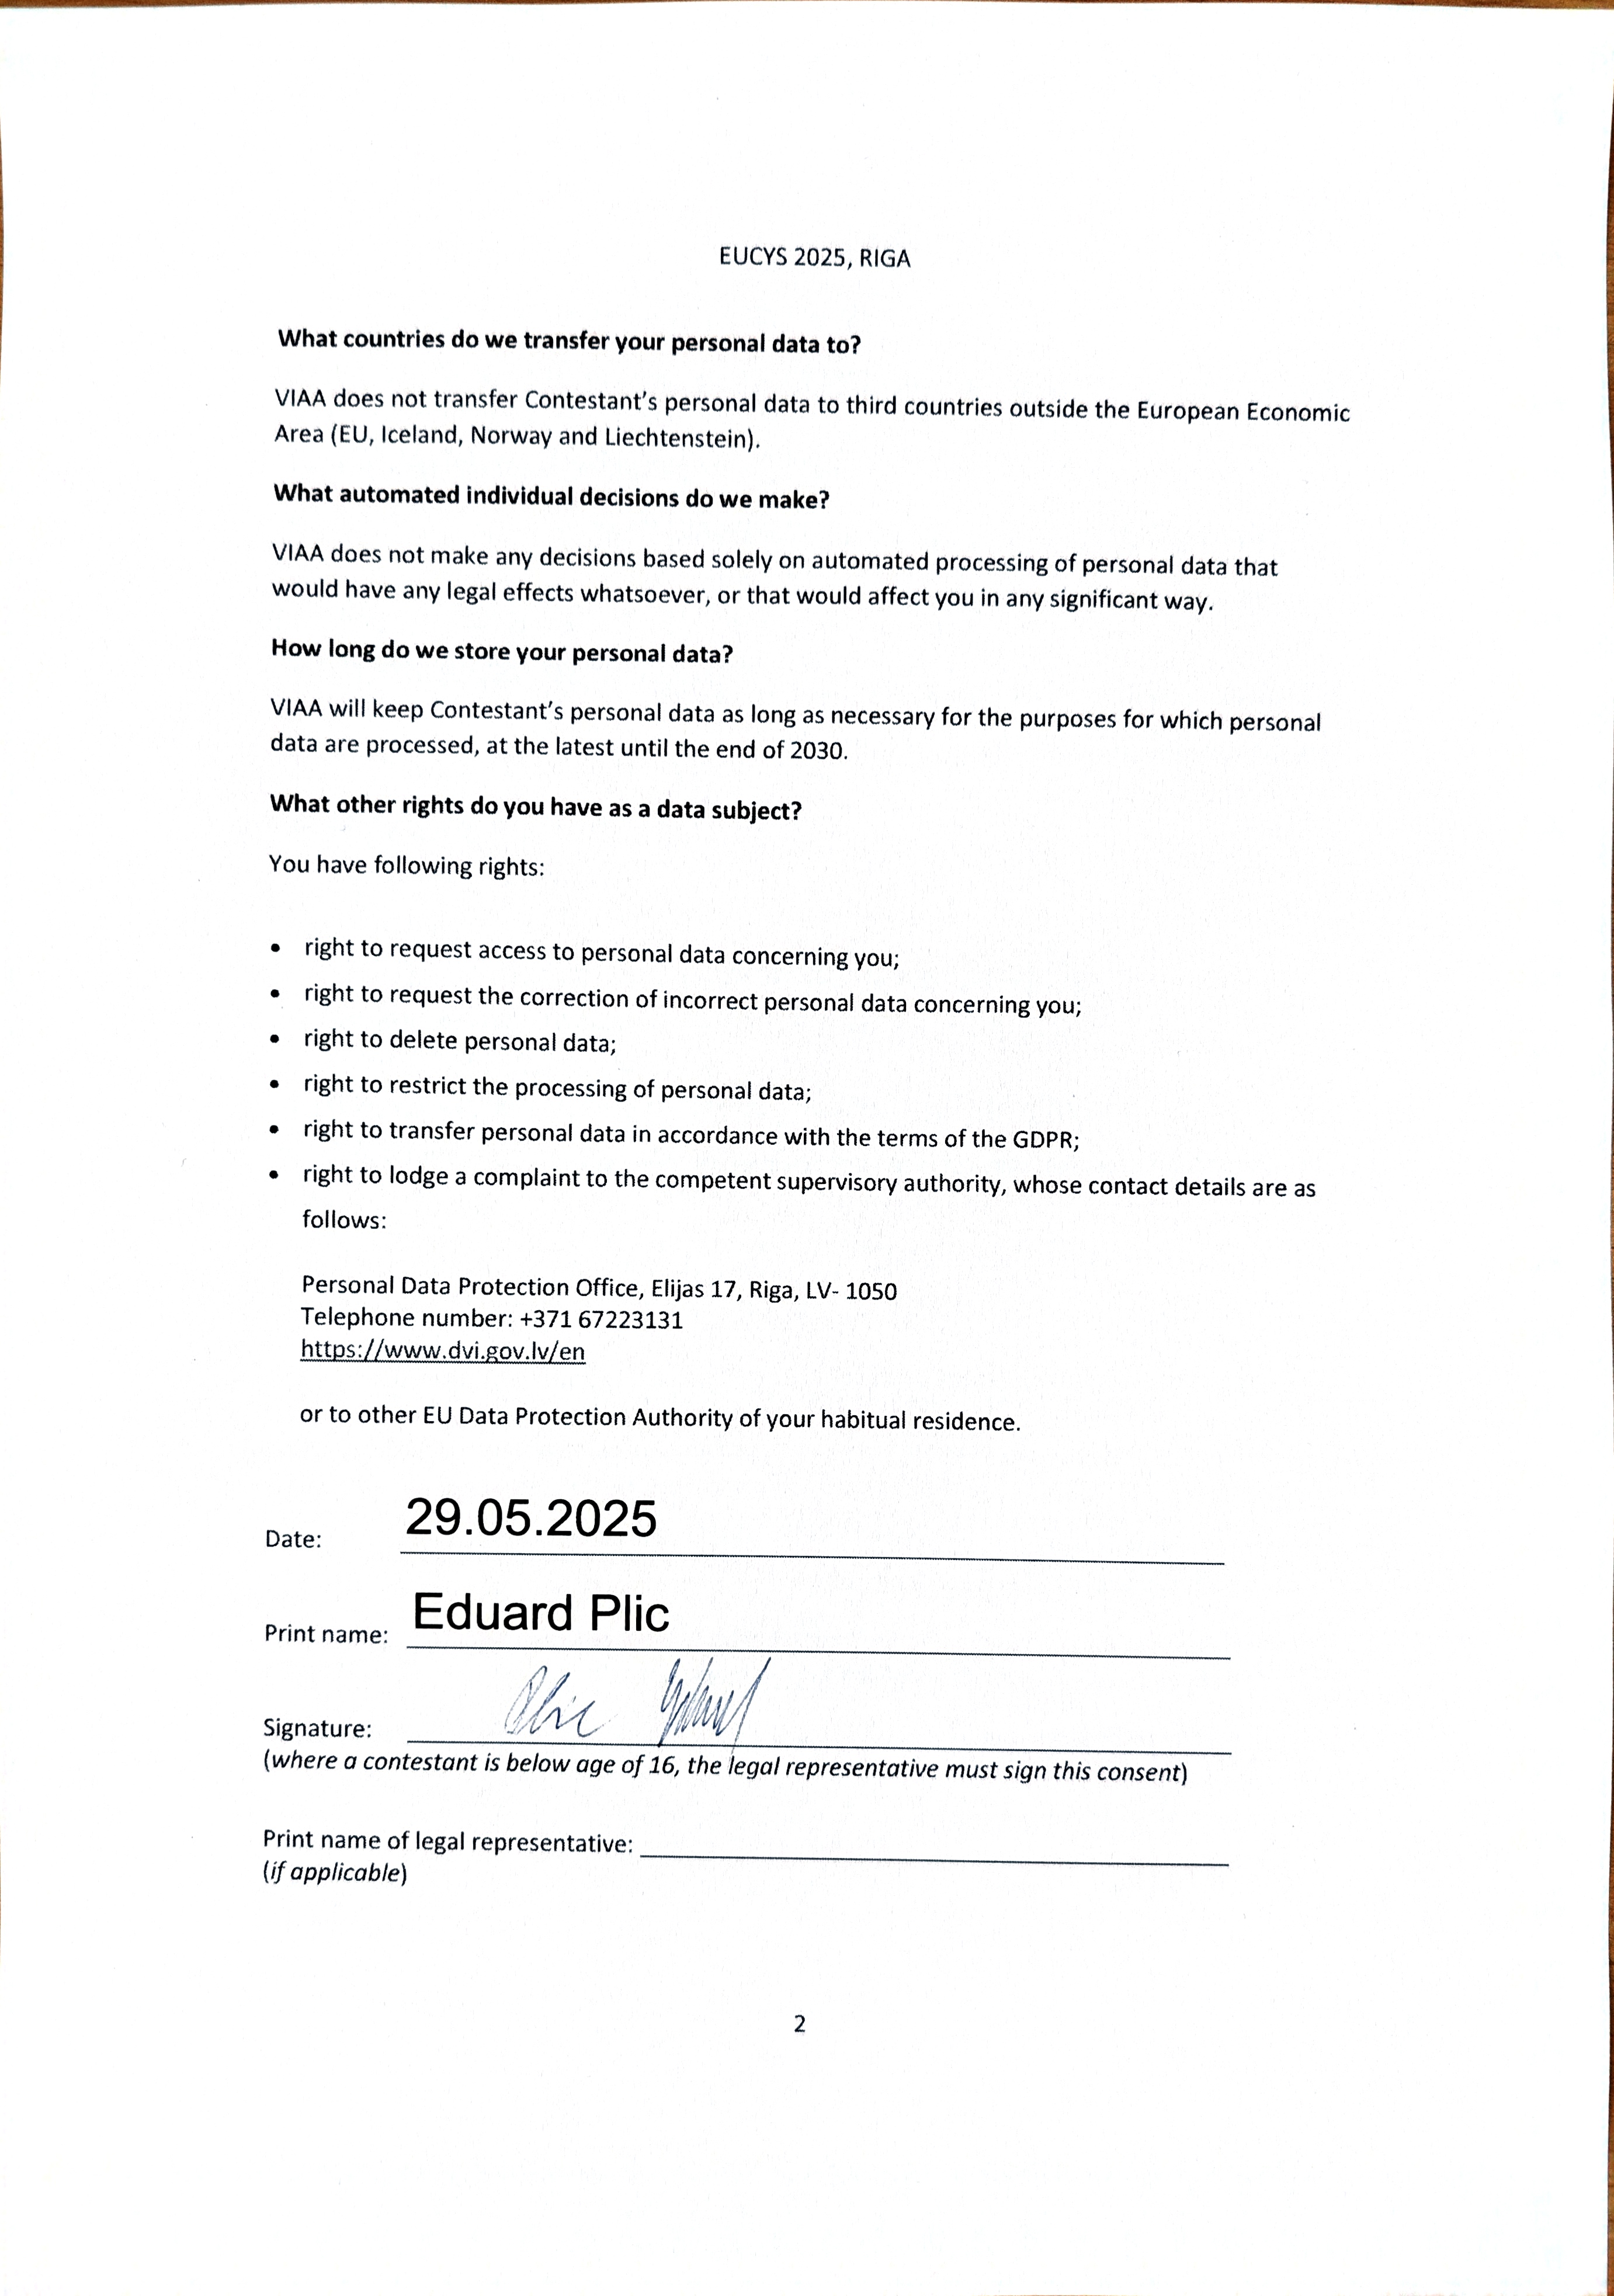 EUCYS 2025, RIGA
What countries do we transfer your personal data to?
VIAA does not transfer Contestant's personal data to third countries outside the European Economic
Area (EU, Iceland, Norway and Liechtenstein).
What automated individual decisions do we make?
VIAA does not make any decisions based solely on automated processing of personal data that
would have any legal effects whatsoever, or that would affect you in any significant way.
How long do we store your personal data?
VIAA will keep Contestant's personal data as long as necessary for the purposes for which personal
data are processed, at the latest until the end of 2030.
What other rights do you have as a data subject?
You have following rights:
• right to request access to personal data concerning you;
• right to request the correction of incorrect personal data concerning you;
• right to delete personal data;
• right to restrict the processing of personal data;
• right to transfer personal data in accordance with the terms of the GDPR;
• right to lodge a complaint to the competent supervisory authority, whose contact details are as
follows:
Personal Data Protection Office, Elijas 17, Riga, LV- 1050
Telephone number: +371 67223131
https://www.dvi.gov.lv/en
or to other EU Data Protection Authority of your habitual residence.
Date: 29.05.2025
Print name: Eduard Plic
Signature: Plic Eduard
(where a contestant is below age of 16, the legal representative must sign this consent)
Print name of legal representative:
(if applicable)
2